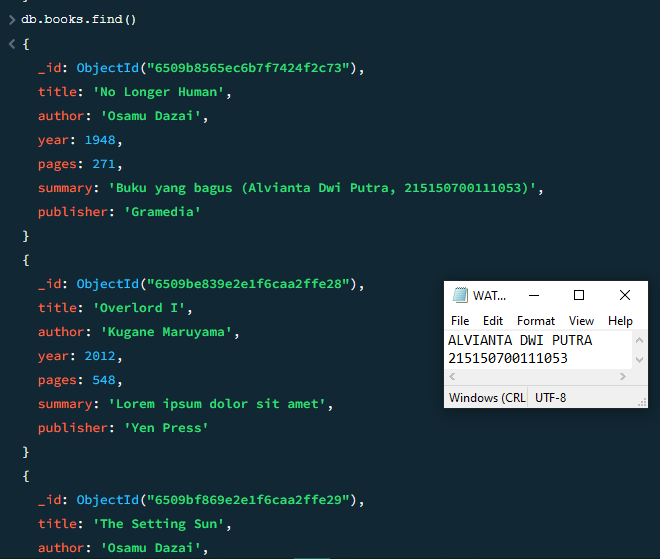 db.books.find()
{
_id: ObjectId("6509b8565ec6b7f7424f2c73"),
title: 'No Longer Human',
author: 'Osamu Dazai',
year: 1948,
pages: 271,
summary: 'Buku yang bagus (Alvianta Dwi Putra, 215150700111053)',
publisher: 'Gramedia'
}
{
_id: ObjectId("6509be839e2e1f6caa2ffe28"),
title: 'Overlord I',
author: 'Kugane Maruyama',
year: 2012,
pages: 548,
summary: 'Lorem ipsum dolor sit amet',
publisher: 'Yen Press'
}
{
_id: ObjectId("6509bf869e2e1f6caa2ffe29"),
title: 'The Setting Sun',
author: 'Osamu Dazai',
WAT...
File Edit Format View Help
ALVIANTA DWI PUTRA
215150700111053
Windows (CRL UTF-8